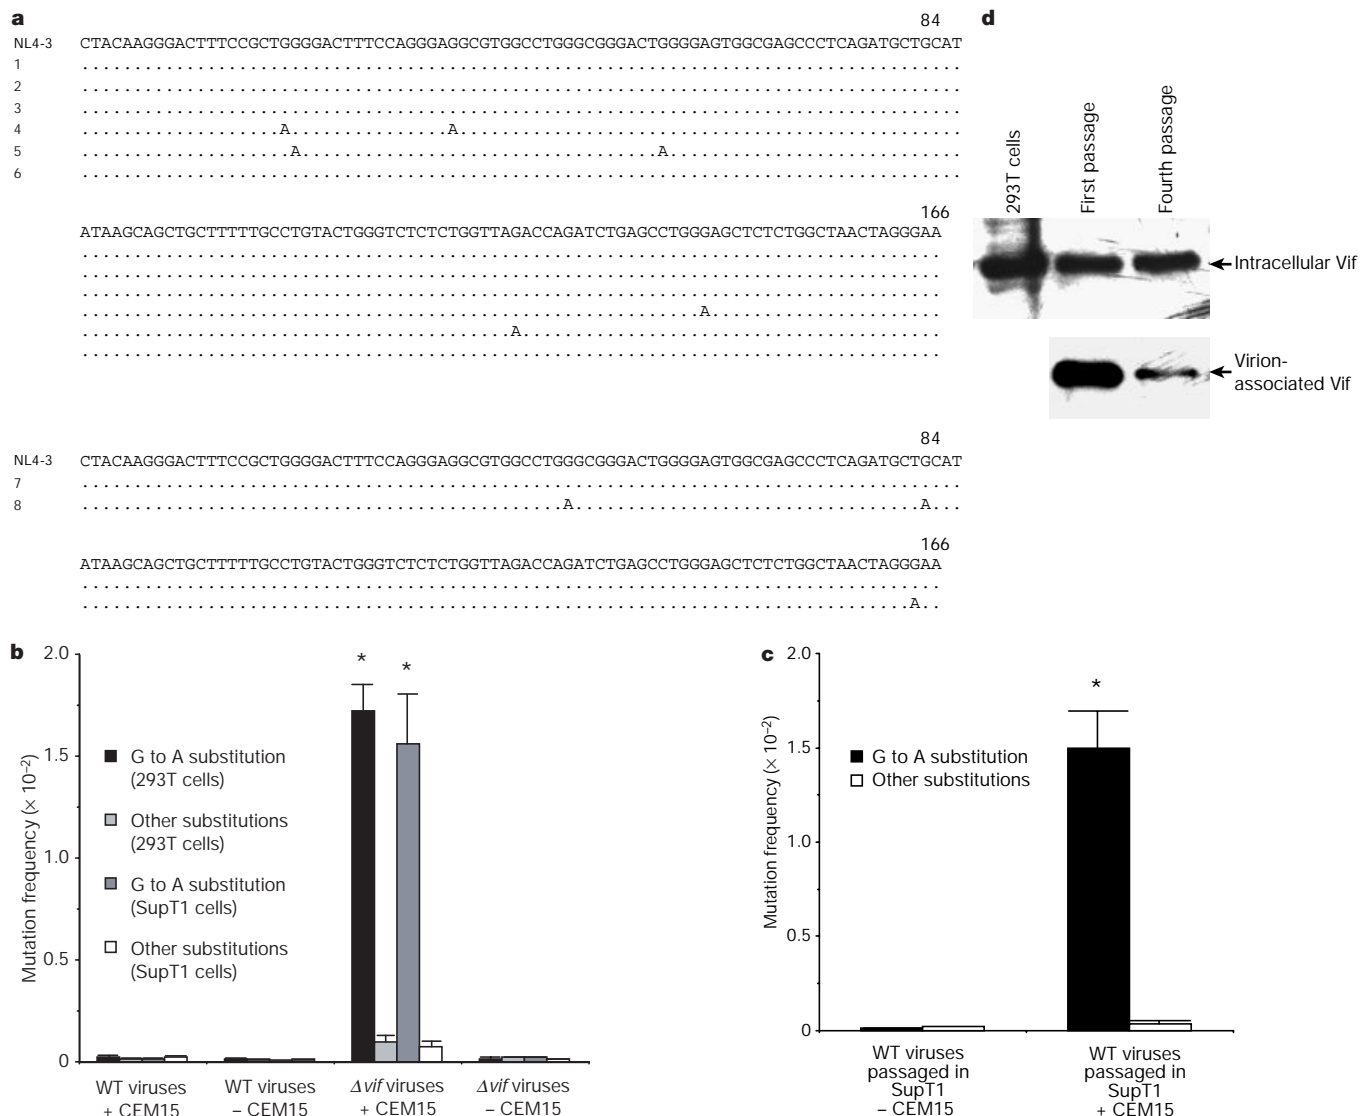 a
84
NL4-3 CTACAAGGGACTTTCCGCTGGGGACTTTCCAGGGAGGCGTGGCCTGGGCGGGACTGGGGAGTGGCGAGCCCTCAGATGCTGCAT
1 ....................................................................................
2 ....................................................................................
3 ....................................................................................
4 ...................A...............A................................................
5 ....................A..................................A............................
6 ....................................................................................
166
ATAAGCAGCTGCTTTTTGCCTGTACTGGGTCTCTCTGGTTAGACCAGATCTGAGCCTGGGAGCTCTCTGGCTAACTAGGGAA
..................................................................................
..................................................................................
..................................................................................
...........................................................A......................
.........................................A........................................
..................................................................................
84
NL4-3 CTACAAGGGACTTTCCGCTGGGGACTTTCCAGGGAGGCGTGGCCTGGGCGGGACTGGGGAGTGGCGAGCCCTCAGATGCTGCAT
7 ....................................................................................
8 ..............................................A.................................A...
166
ATAAGCAGCTGCTTTTTGCCTGTACTGGGTCTCTCTGGTTAGACCAGATCTGAGCCTGGGAGCTCTCTGGCTAACTAGGGAA
..................................................................................
...............................................................................A..
d
293T cells
First passage
Fourth passage
Intracellular Vif
Virion-
associated Vif
b
Mutation frequency (× 10⁻²)
2.0
1.5
1.0
0.5
0
* *
G to A substitution
(293T cells)
Other substitutions
(293T cells)
G to A substitution
(SupT1 cells)
Other substitutions
(SupT1 cells)
WT viruses
+ CEM15
WT viruses
– CEM15
Δvif viruses
+ CEM15
Δvif viruses
– CEM15
c
Mutation frequency (× 10⁻²)
2.0
1.5
1.0
0.5
0
*
G to A substitution
Other substitutions
WT viruses
passaged in
SupT1
– CEM15
WT viruses
passaged in
SupT1
+ CEM15